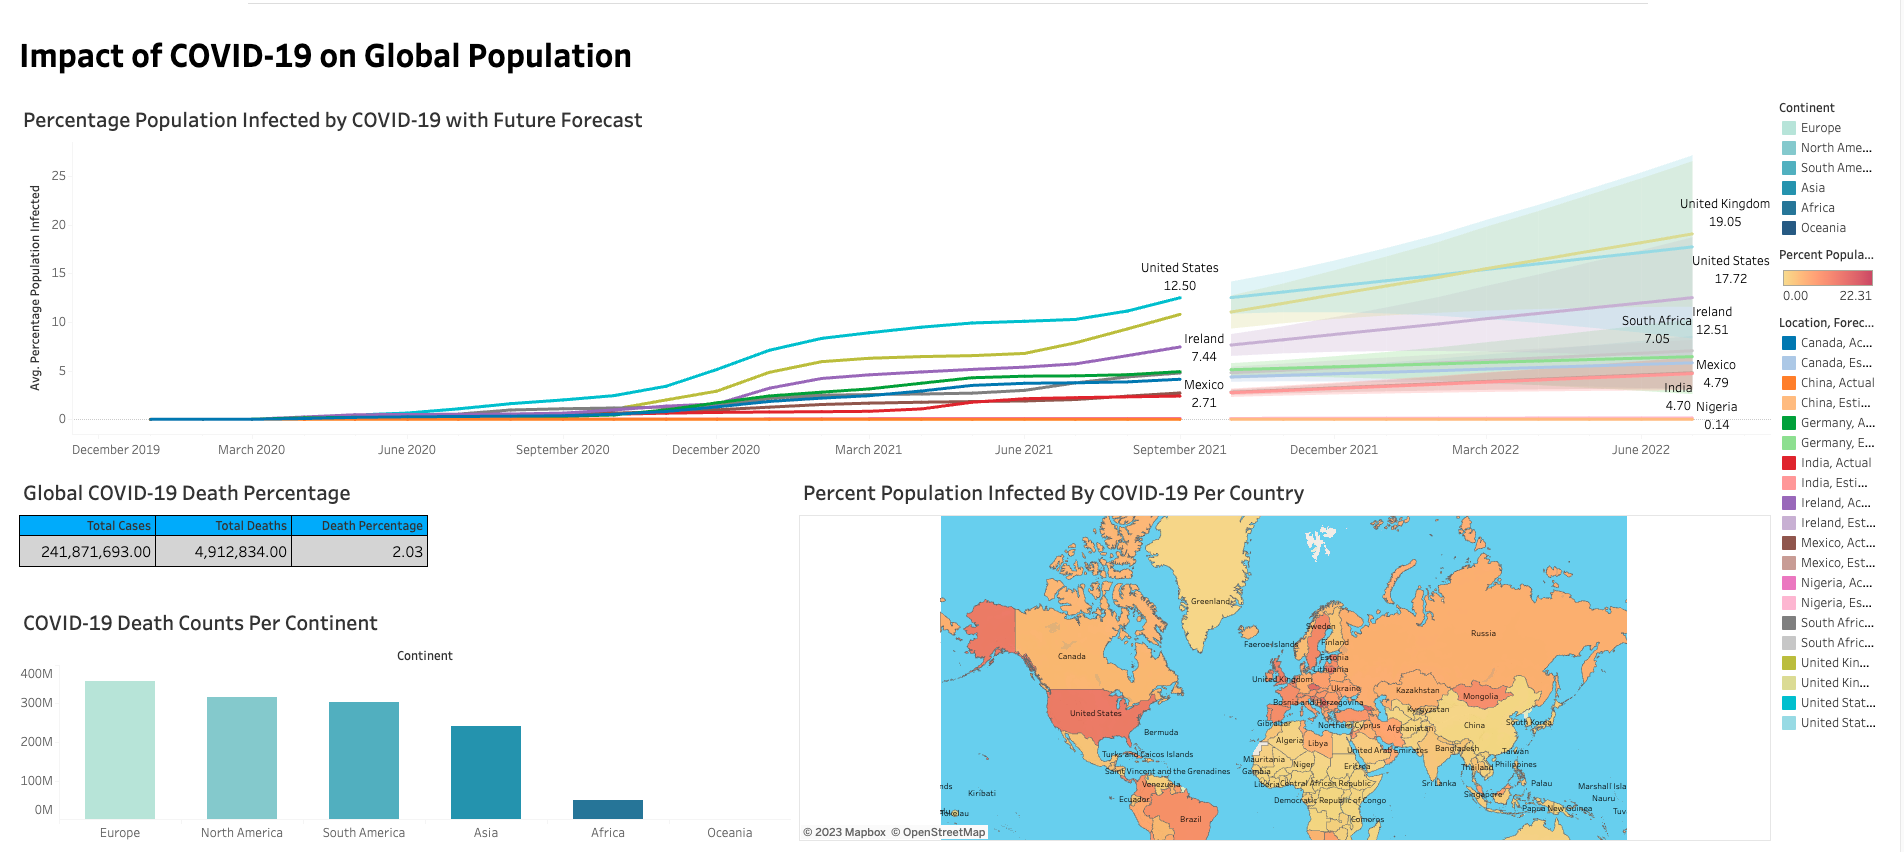 Impact of COVID-19 on Global Population
Percentage Population Infected by COVID-19 with Future Forecast
Avg. Percentage Population Infected
25
20
15
10
5
0
United States
12.50
Ireland
7.44
Mexico
2.71
United Kingdom
19.05
United States
17.72
Ireland
12.51
South Africa
7.05
Mexico
4.79
India
4.70
Nigeria
0.14
December 2019
March 2020
June 2020
September 2020
December 2020
March 2021
June 2021
September 2021
December 2021
March 2022
June 2022
Continent
Europe
North Ame...
South Ame...
Asia
Africa
Oceania
Percent Popula...
0.00 22.31
Location, Forec...
Canada, Ac...
Canada, Es...
China, Actual
China, Esti...
Germany, A...
Germany, E...
India, Actual
India, Esti...
Ireland, Ac...
Ireland, Est...
Mexico, Act...
Mexico, Est...
Nigeria, Ac...
Nigeria, Es...
South Afric...
South Afric...
United Kin...
United Kin...
United Stat...
United Stat...
Global COVID-19 Death Percentage
Total Cases Total Deaths Death Percentage
241,871,693.00 4,912,834.00 2.03
COVID-19 Death Counts Per Continent
Continent
400M
300M
200M
100M
0M
Europe
North America
South America
Asia
Africa
Oceania
Percent Population Infected By COVID-19 Per Country
Greenland
Canada
United States
Bermuda
Turks and Caicos Islands
Saint Vincent and the Grenadines
Venezuela
Ecuador
Brazil
Kiribati
nds
Tokelau
Faeroe Islands
Sweden
Finland
Estonia
Lithuania
United Kingdom
Ukraine
Bosnia and Herzegovina
Gibraltar
Northern Cyprus
Algeria
Libya
United Arab Emirates
Mauritania
Niger
Eritrea
Gambia
Liberia
Central African Republic
Democratic Republic of Congo
Comoros
Russia
Kazakhstan
Mongolia
Kyrgyzstan
China
South Korea
Afghanistan
Bangladesh
Taiwan
Thailand
Philippines
Sri Lanka
Palau
Marshall Isla
Singapore
Nauru
Papua New Guinea
Tuv
© 2023 Mapbox © OpenStreetMap